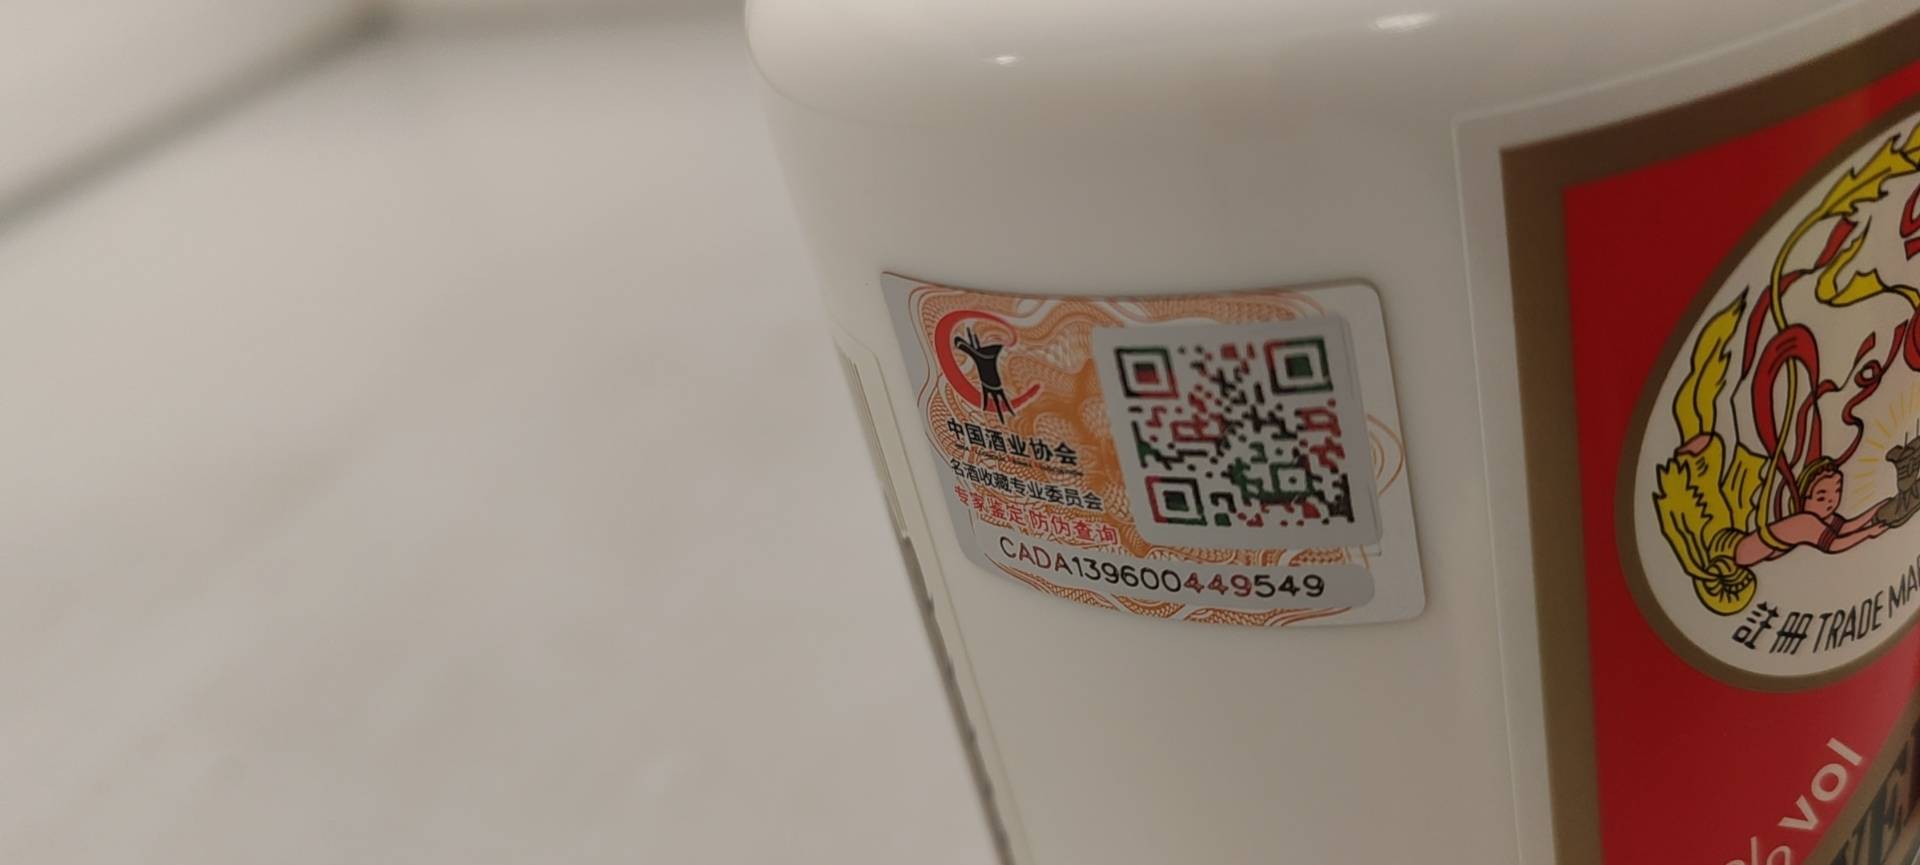 中国酒业协会
名酒收藏专业委员会
专家鉴定 防伪查询
CADA139600449549
註冊 TRADE MA
% vol